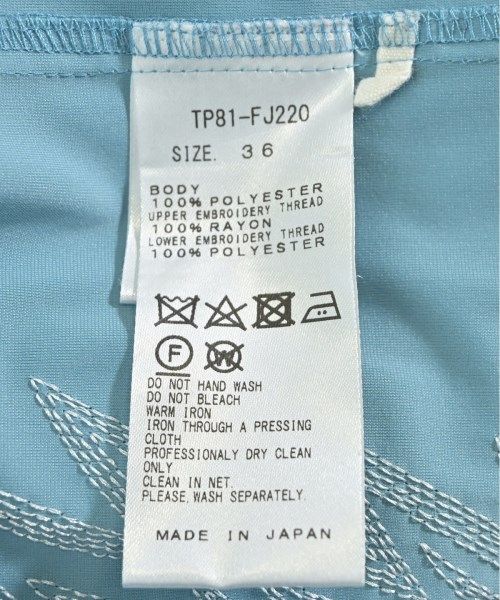 TP81-FJ220
SIZE. 36
BODY
100% POLYESTER
UPPER EMBROIDERY THREAD
100% RAYON
LOWER EMBROIDERY THREAD
100% POLYESTER
F W
DO NOT HAND WASH
DO NOT BLEACH
WARM IRON
IRON THROUGH A PRESSING
CLOTH
PROFESSIONALY DRY CLEAN
ONLY
CLEAN IN NET.
PLEASE WASH SEPARATELY.
MADE IN JAPAN